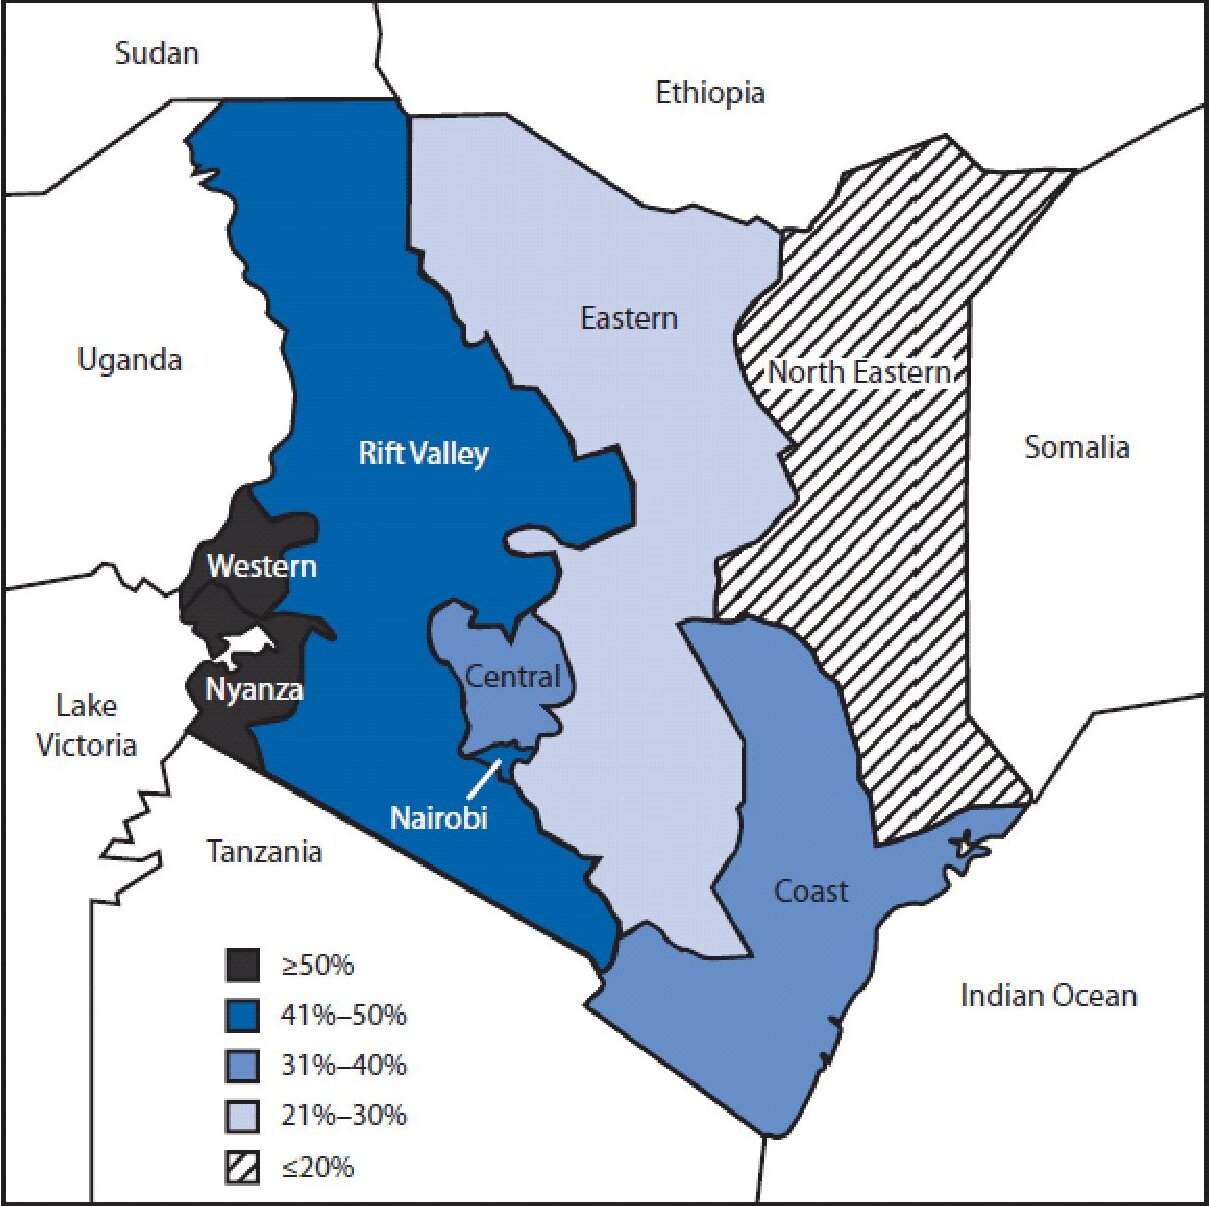 Sudan
Ethiopia
Eastern
Uganda
North Eastern
Somalia
Rift Valley
Western
Central
Nyanza
Lake
Victoria
Nairobi
Tanzania
Coast
Indian Ocean
≥50%
41%–50%
31%–40%
21%–30%
≤20%